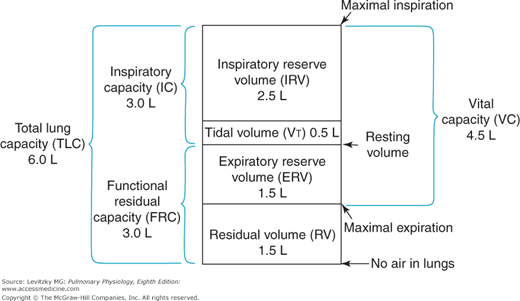 Maximal inspiration
Inspiratory
capacity (IC)
3.0 L
Inspiratory reserve
volume (IRV)
2.5 L
Total lung
capacity (TLC)
6.0 L
Tidal volume (VT) 0.5 L
Resting
volume
Vital
capacity (VC)
4.5 L
Functional
residual
capacity (FRC)
3.0 L
Expiratory reserve
volume (ERV)
1.5 L
Maximal expiration
Residual volume (RV)
1.5 L
No air in lungs
Source: Levitzky MG: Pulmonary Physiology, Eighth Edition:
www.accessmedicine.com
Copyright © The McGraw-Hill Companies, Inc. All rights reserved.